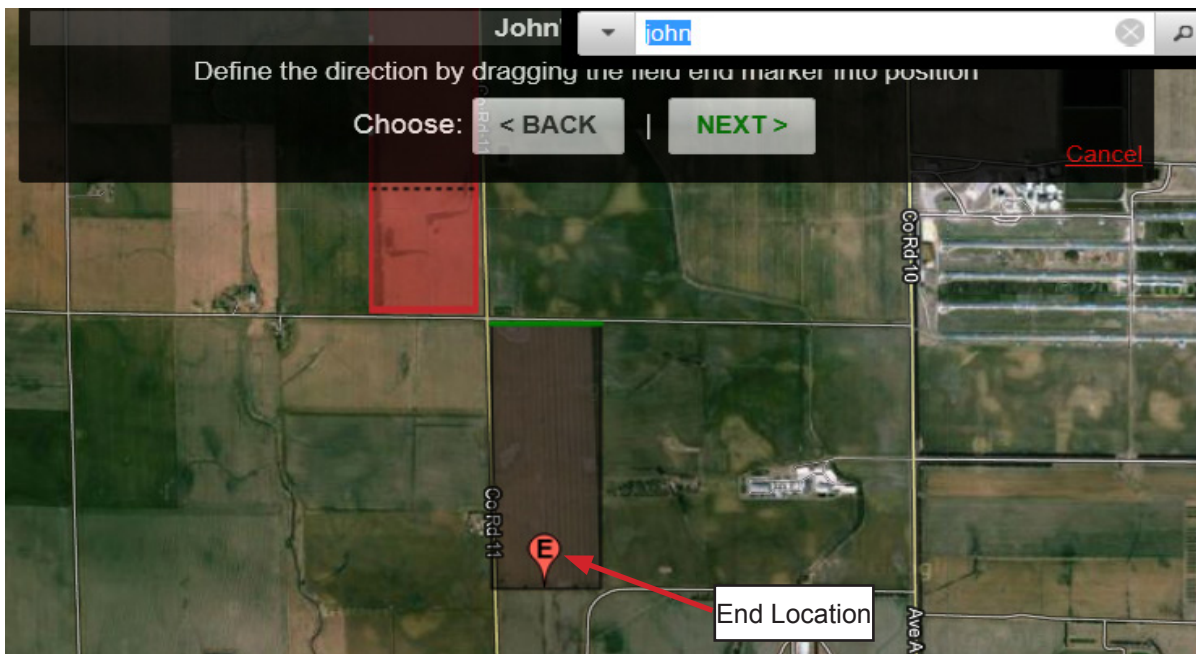 John'
john
Define the direction by dragging the field end marker into position
Choose: < BACK | NEXT >
Cancel
Co Rd 11
Co Rd 10
Co Rd 11
E
End Location
Ave A